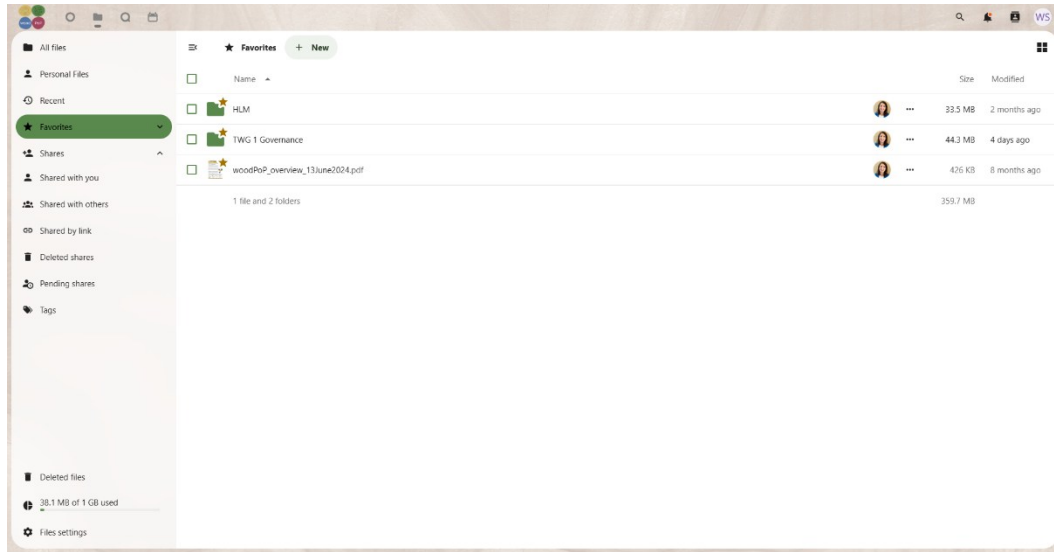 WS
All files
Personal Files
Recent
Favorites
Shares
Shared with you
Shared with others
Shared by link
Deleted shares
Pending shares
Tags
Deleted files
38.1 MB of 1 GB used
Files settings
Favorites + New
Name Size Modified
HLM ··· 33.5 MB 2 months ago
TWG 1 Governance ··· 44.3 MB 4 days ago
woodPoP_overview_13June2024.pdf ··· 426 KB 8 months ago
1 file and 2 folders 359.7 MB